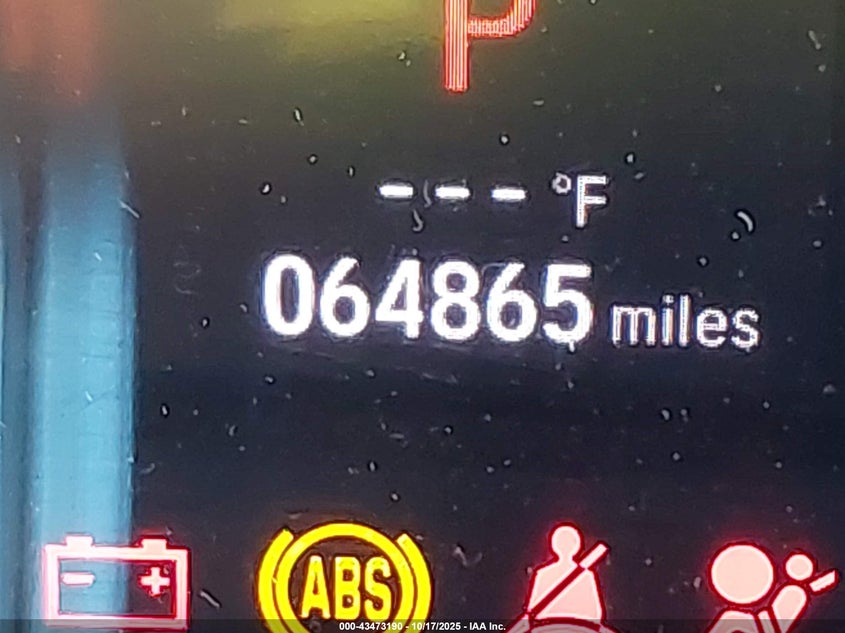 P
--- °F
064865 miles
- +
ABS
000-43473190 - 10/17/2025 - IAA Inc.